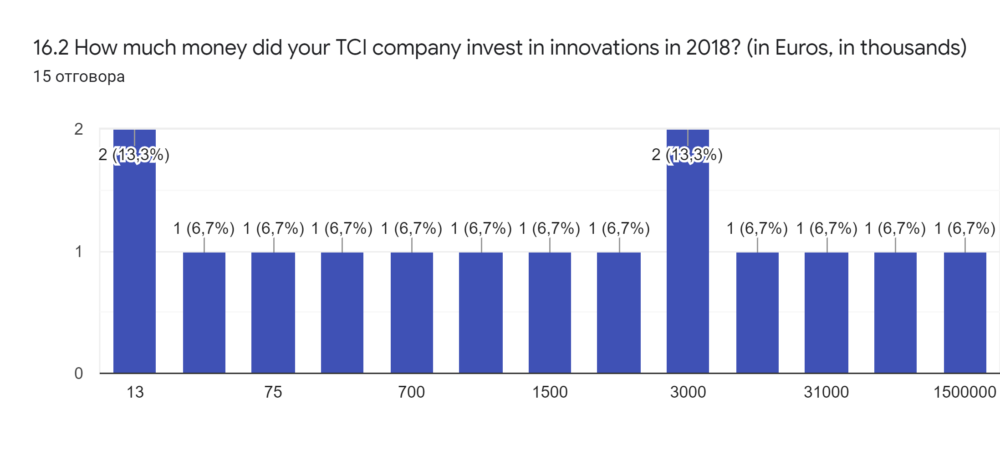 16.2 How much money did your TCI company invest in innovations in 2018? (in Euros, in thousands)
15 отговора
2
2 (13,3%) 2 (13,3%)
1 (6,7%) 1 (6,7%) 1 (6,7%) 1 (6,7%) 1 (6,7%) 1 (6,7%) 1 (6,7%) 1 (6,7%) 1 (6,7%) 1 (6,7%) 1 (6,7%)
1
0
13 75 700 1500 3000 31000 1500000